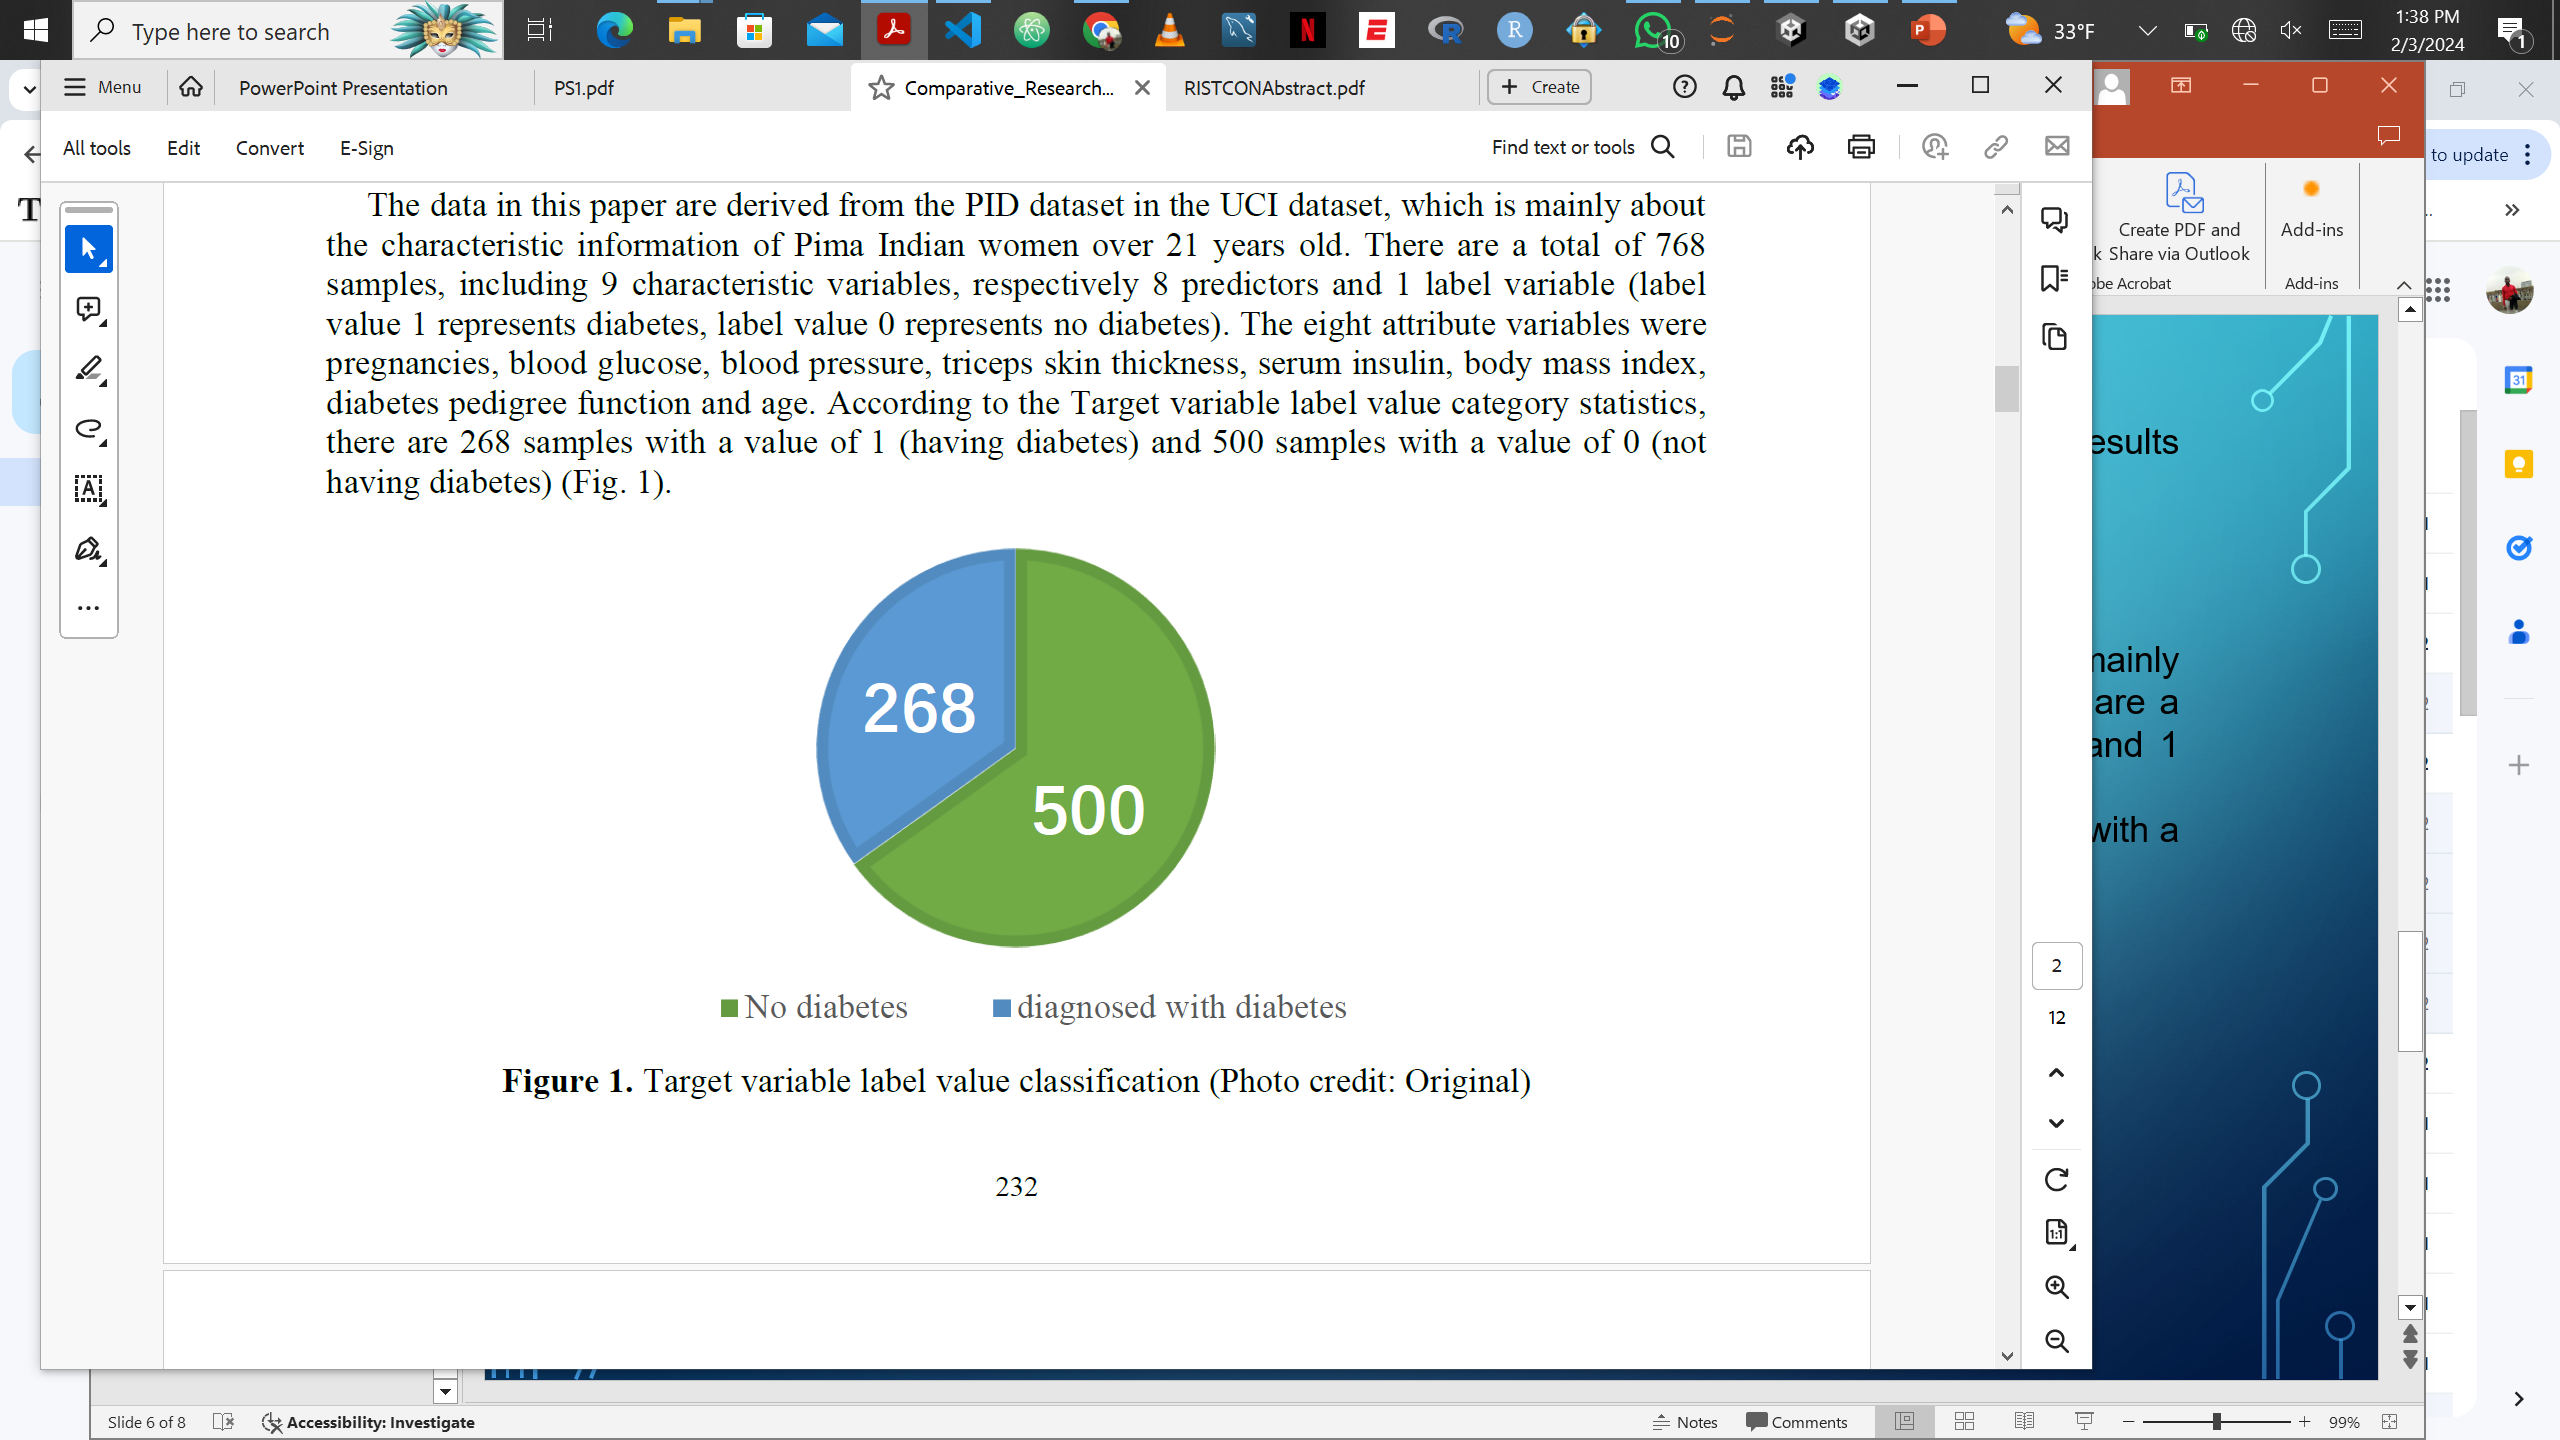 Type here to search
10
33°F
1:38 PM
2/3/2024
1
Menu
PowerPoint Presentation
PS1.pdf
Comparative_Research...
RISTCONAbstract.pdf
Create
All tools
Edit
Convert
E-Sign
Find text or tools
to update
Create PDF and
Share via Outlook
Add-ins
Add-ins
The data in this paper are derived from the PID dataset in the UCI dataset, which is mainly about
the characteristic information of Pima Indian women over 21 years old. There are a total of 768
samples, including 9 characteristic variables, respectively 8 predictors and 1 label variable (label
value 1 represents diabetes, label value 0 represents no diabetes). The eight attribute variables were
pregnancies, blood glucose, blood pressure, triceps skin thickness, serum insulin, body mass index,
diabetes pedigree function and age. According to the Target variable label value category statistics,
there are 268 samples with a value of 1 (having diabetes) and 500 samples with a value of 0 (not
having diabetes) (Fig. 1).
268
500
No diabetes
diagnosed with diabetes
Figure 1. Target variable label value classification (Photo credit: Original)
232
2
12
esults
mainly
are a
and 1
with a
31
Slide 6 of 8
Accessibility: Investigate
Notes
Comments
99%